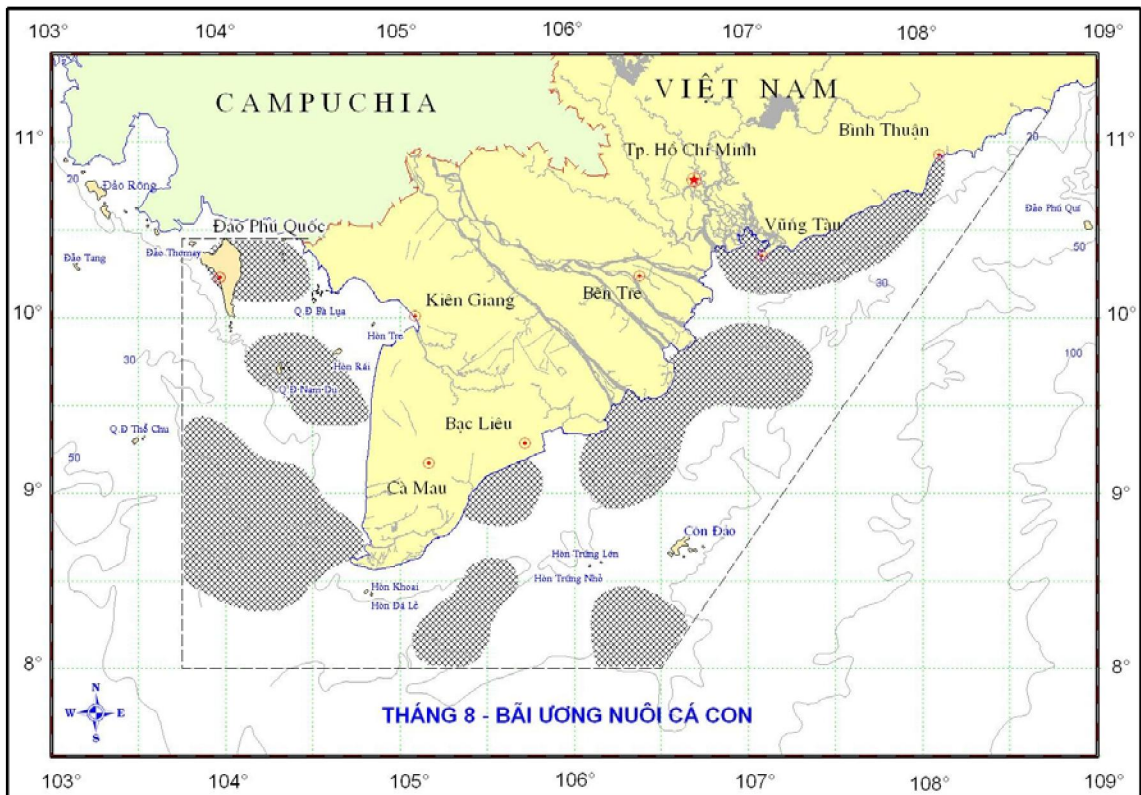 103° 104° 105° 106° 107° 108° 109°
CAMPUCHIA
VIỆT NAM
Bình Thuận
11° 11°
Tp. Hồ Chí Minh
20
20
Đảo Rồng
Đảo Phú Quí
Đảo Phú Quốc
Vũng Tàu
50
Đảo Thơmay
Đảo Tang
30
Kiên Giang
Bến Tre
Q.Đ Bà Lụa
10° 10°
Hòn Tre
100
30
Hòn Rái
Q.Đ Nam Du
Bạc Liêu
Q.Đ Thổ Chu
50
Cà Mau
9° 9°
Côn Đảo
Hòn Trứng Lớn
Hòn Trứng Nhỏ
Hòn Khoai
Hòn Đá Lẻ
8° 8°
N
W E
S
THÁNG 8 - BÃI ƯƠNG NUÔI CÁ CON
103° 104° 105° 106° 107° 108° 109°